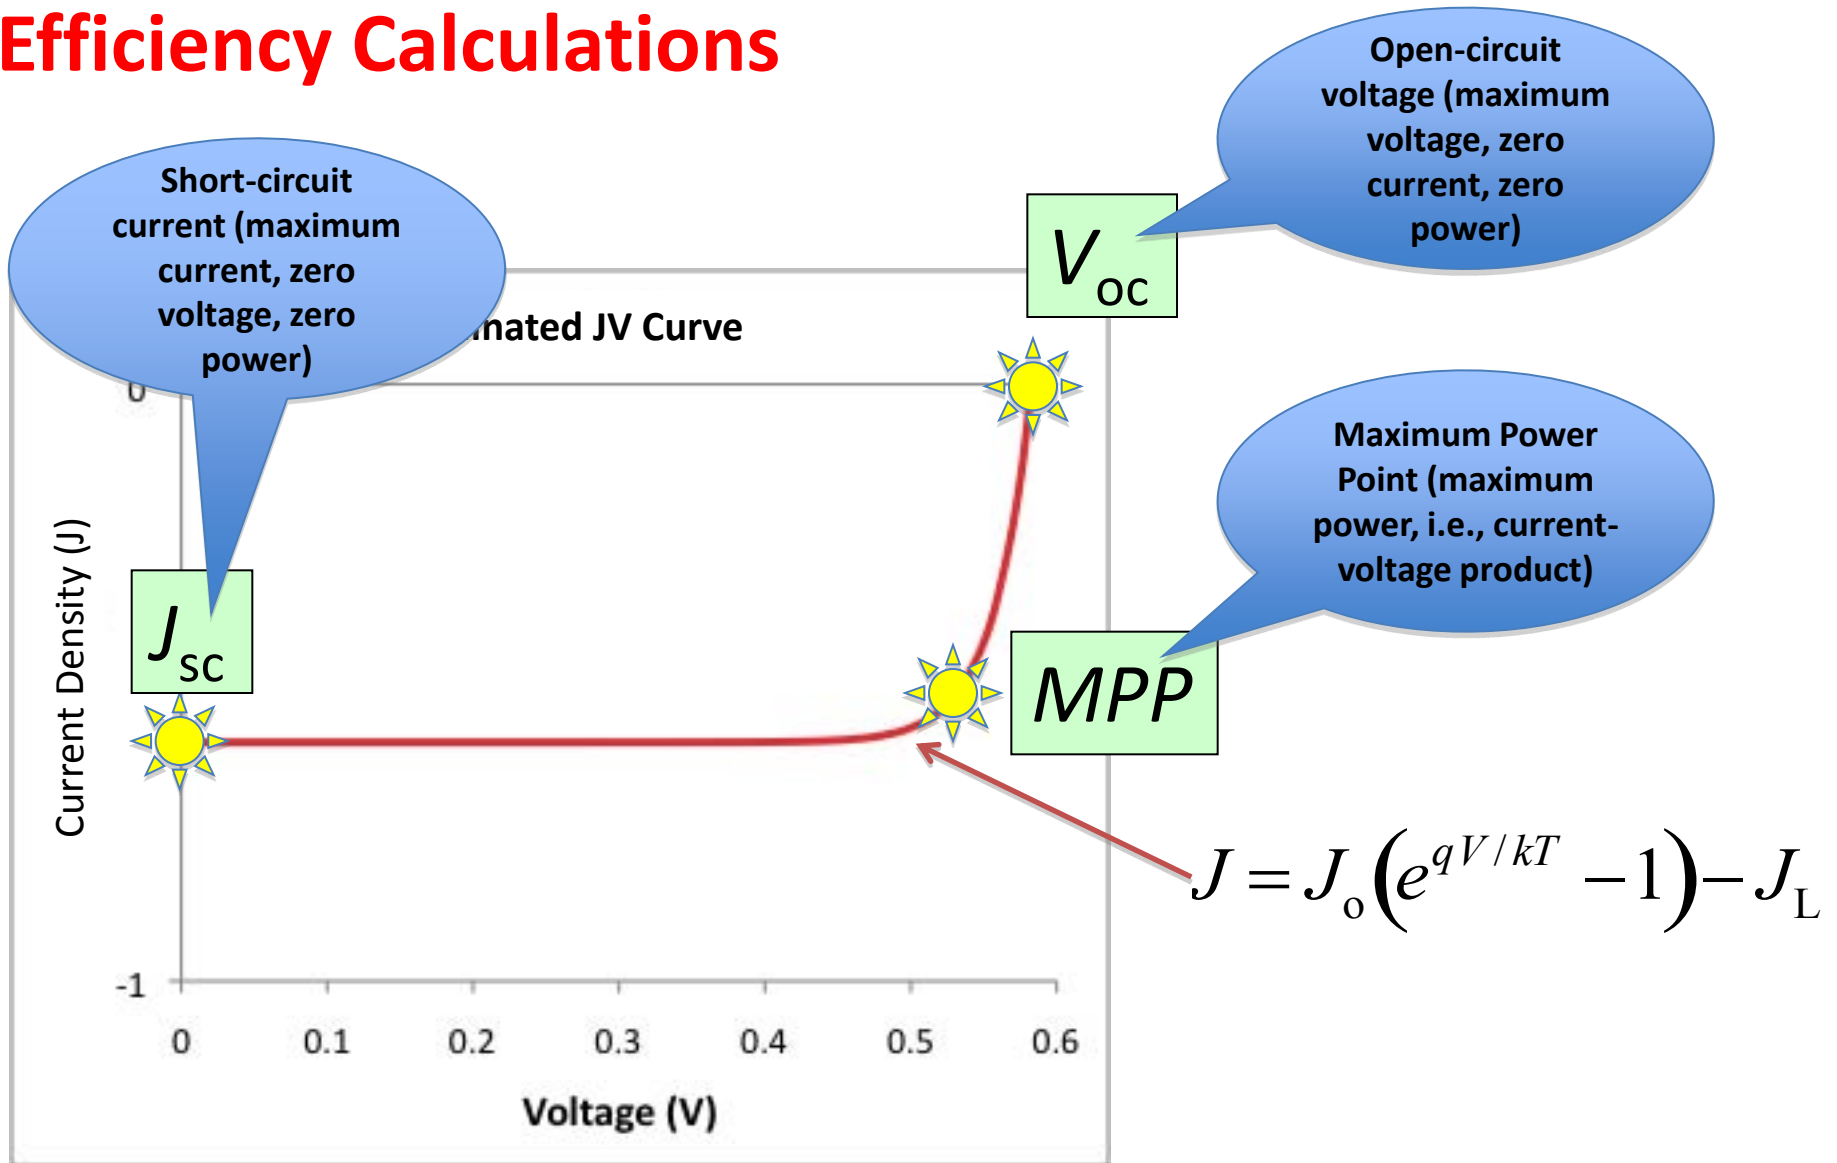 Efficiency Calculations
Open-circuit
voltage (maximum
voltage, zero
current, zero
power)
Short-circuit
current (maximum
current, zero
voltage, zero
power)
V
oc
nated JV Curve
0
Maximum Power
Point (maximum
power, i.e., current-
voltage product)
Current Density (J)
J
sc
MPP
J = J_o(e^{qV/kT} − 1) − J_L
-1
0 0.1 0.2 0.3 0.4 0.5 0.6
Voltage (V)